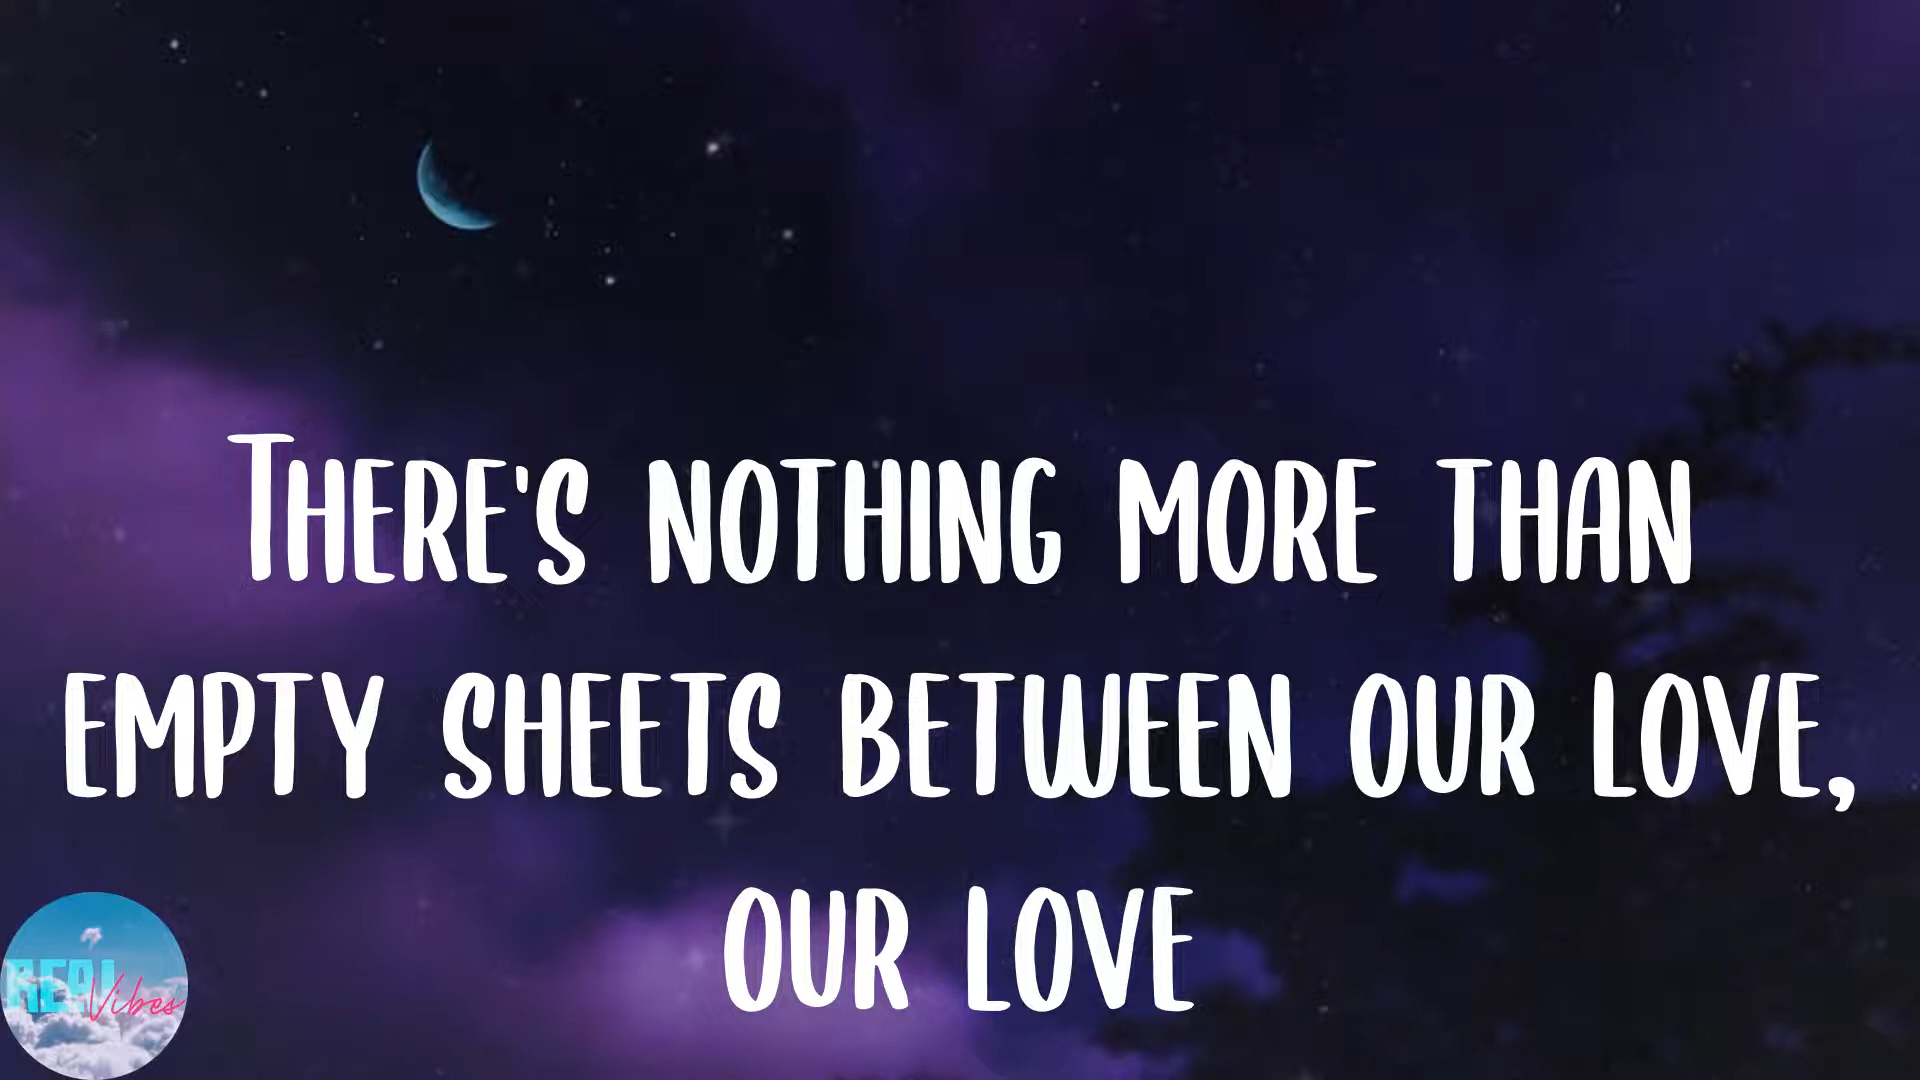 There's nothing more than
empty sheets between our love,
our love
REAL
Vibes